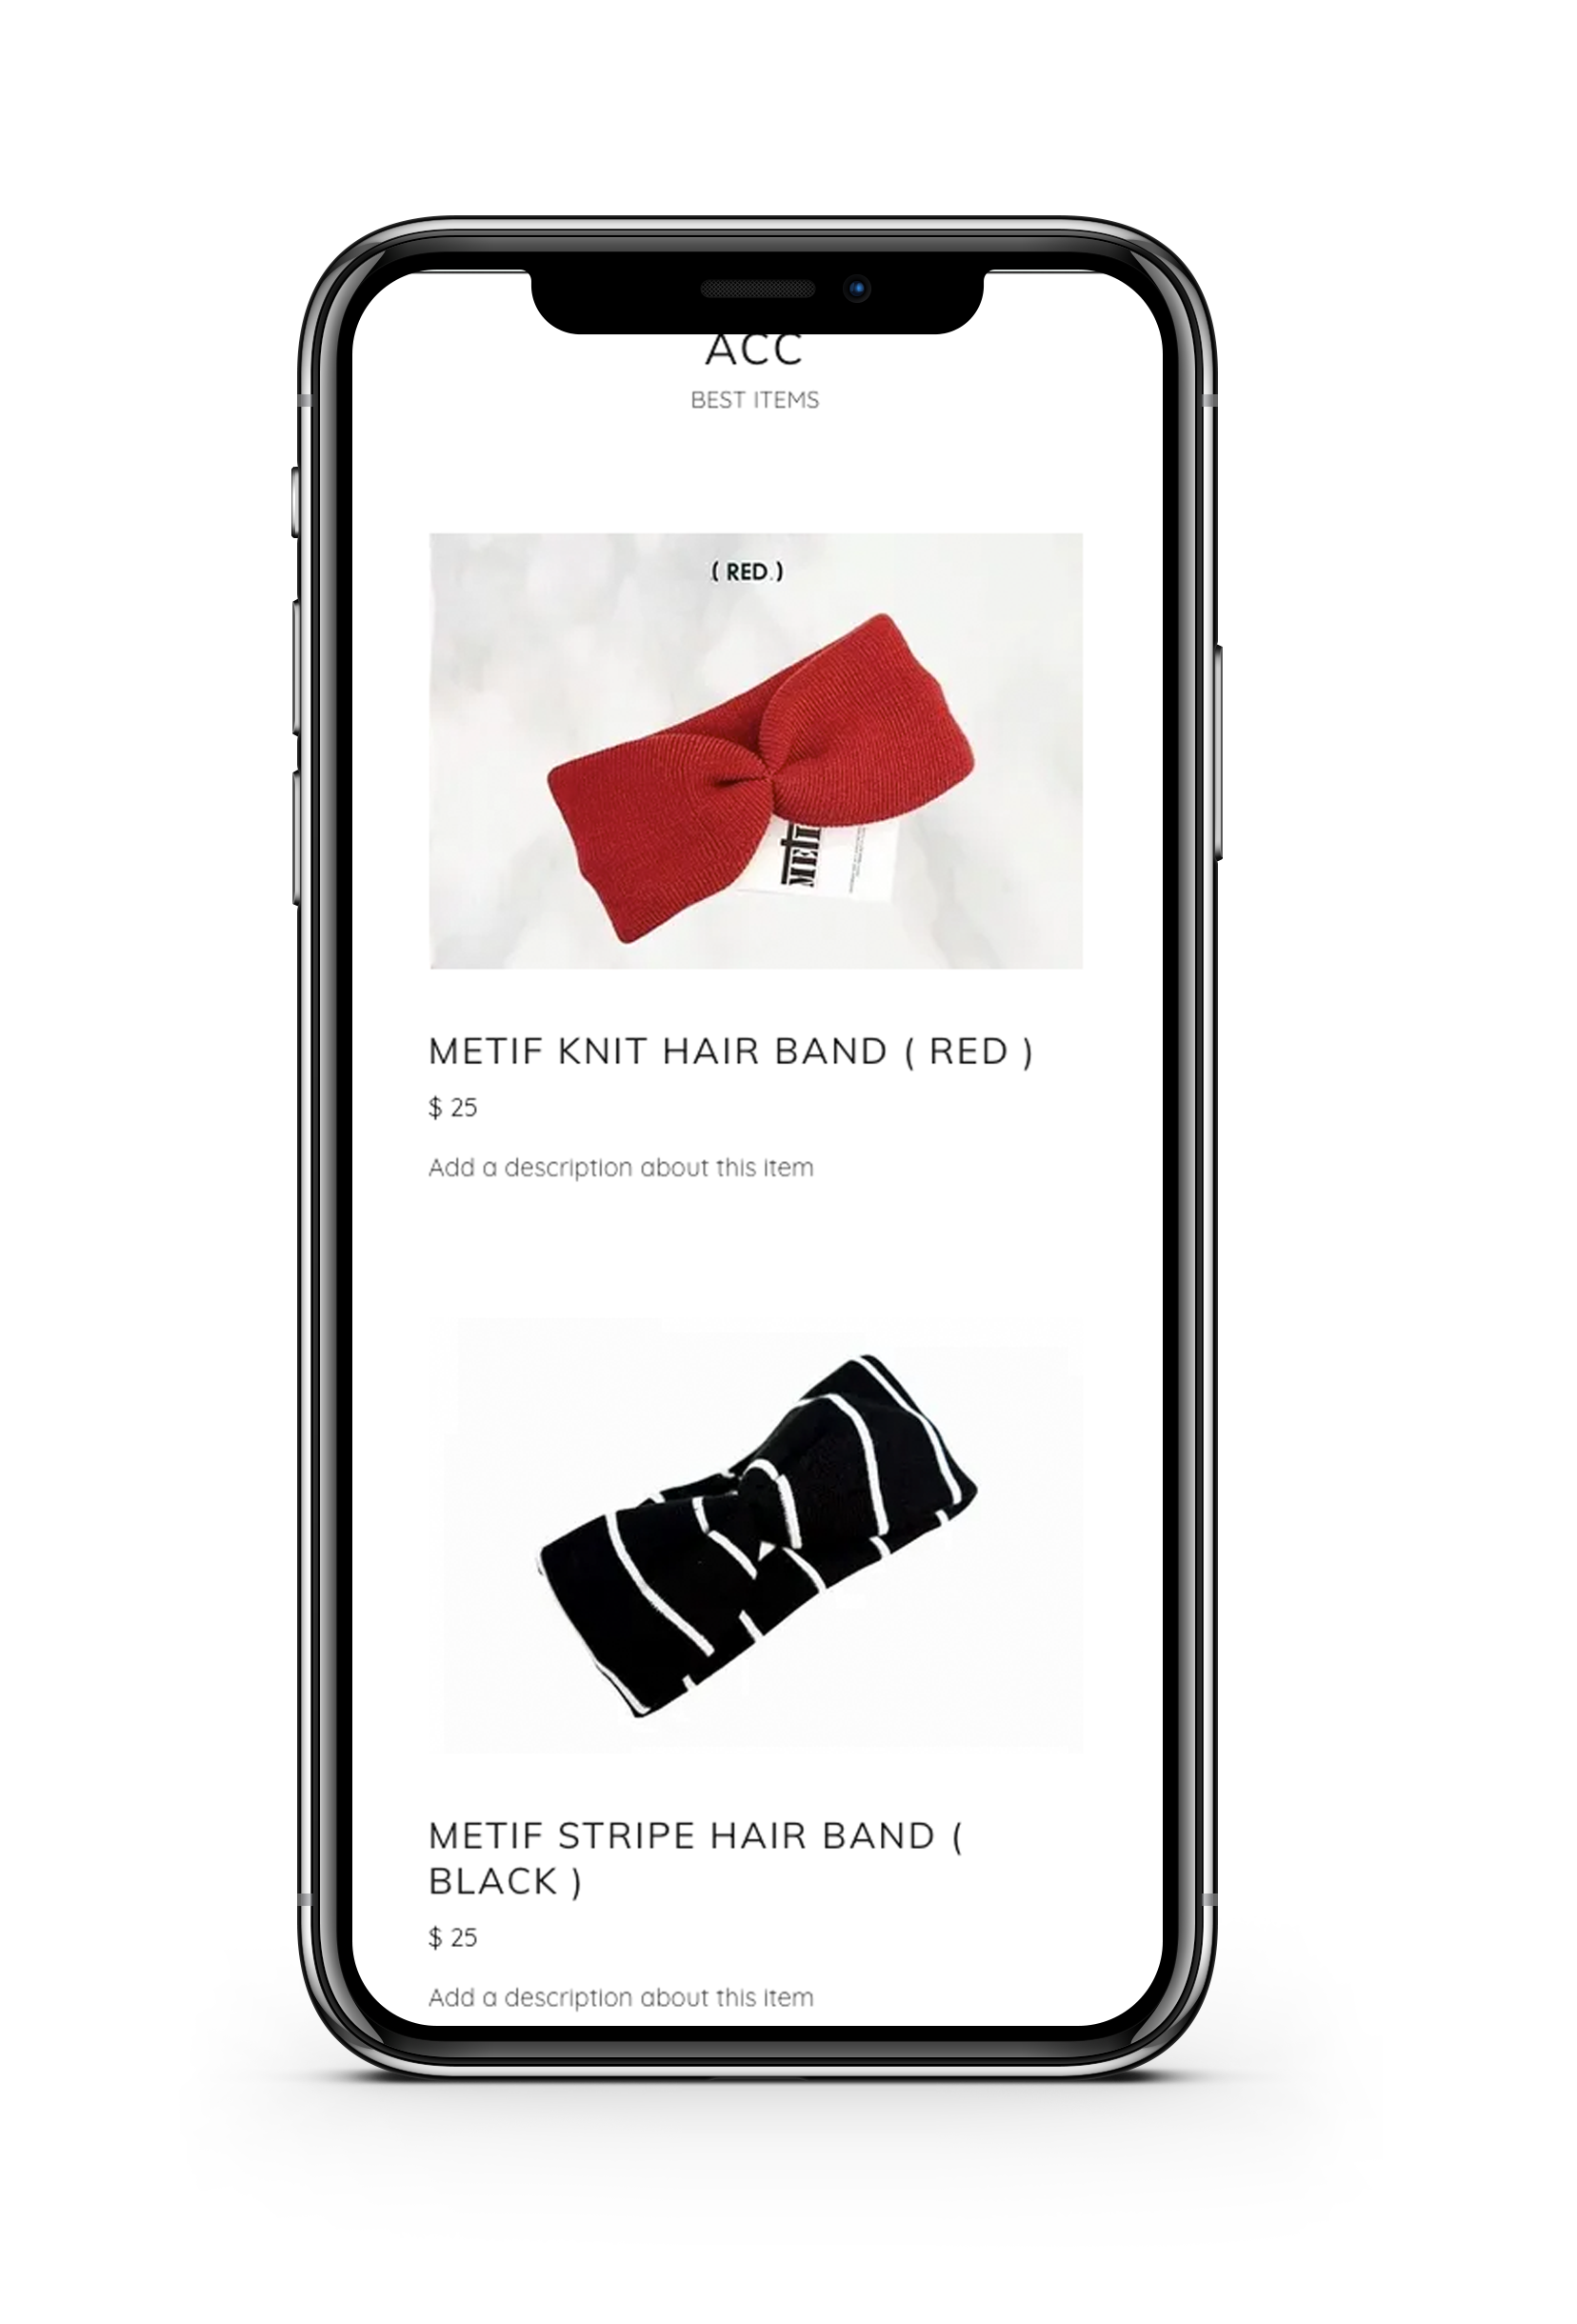 ACC
BEST ITEMS
( RED.)
METIF KNIT HAIR BAND ( RED )
$ 25
Add a description about this item
METIF STRIPE HAIR BAND (
BLACK )
$ 25
Add a description about this item